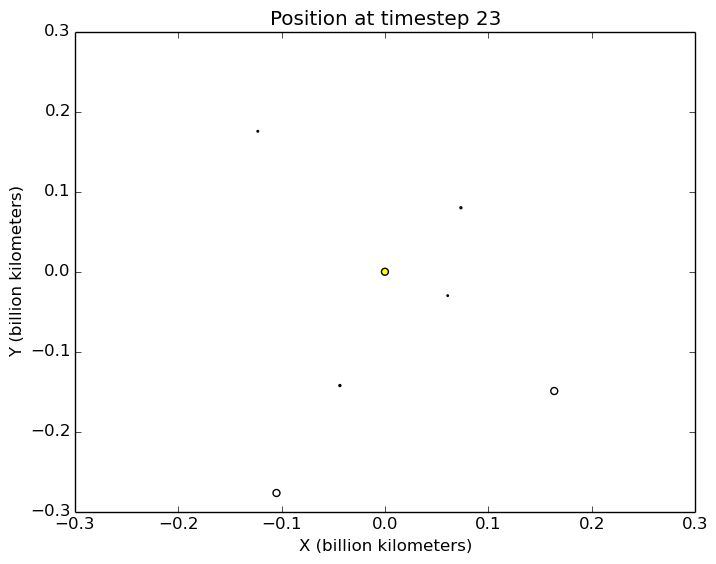 Position at timestep 23
0.3
0.2
0.1
0.0
−0.1
−0.2
−0.3
Y (billion kilometers)
−0.3 −0.2 −0.1 0.0 0.1 0.2 0.3
X (billion kilometers)